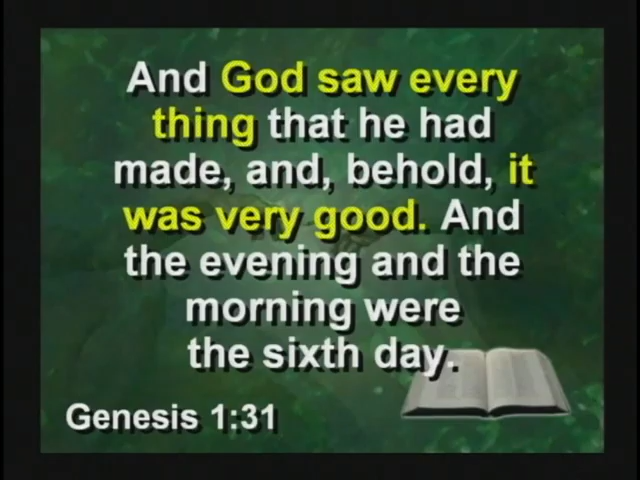 And God saw every
thing that he had
made, and, behold, it
was very good. And
the evening and the
morning were
the sixth day.
Genesis 1:31